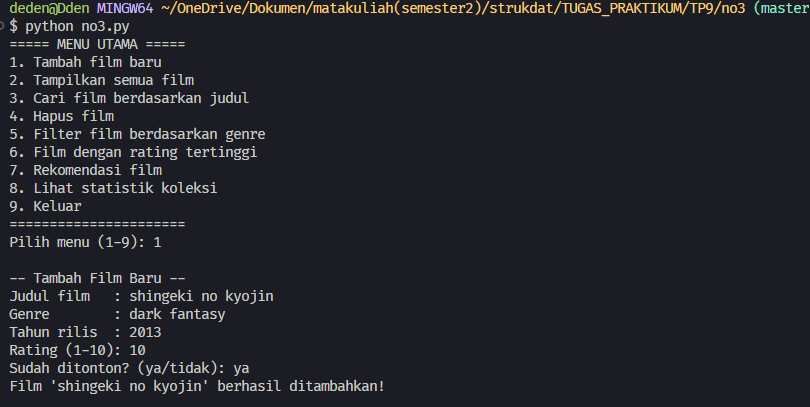 deden@Dden MINGW64 ~/OneDrive/Dokumen/matakuliah(semester2)/strukdat/TUGAS_PRAKTIKUM/TP9/no3 (master
$ python no3.py
===== MENU UTAMA =====
1. Tambah film baru
2. Tampilkan semua film
3. Cari film berdasarkan judul
4. Hapus film
5. Filter film berdasarkan genre
6. Film dengan rating tertinggi
7. Rekomendasi film
8. Lihat statistik koleksi
9. Keluar
======================
Pilih menu (1-9): 1

-- Tambah Film Baru --
Judul film   : shingeki no kyojin
Genre        : dark fantasy
Tahun rilis  : 2013
Rating (1-10): 10
Sudah ditonton? (ya/tidak): ya
Film 'shingeki no kyojin' berhasil ditambahkan!